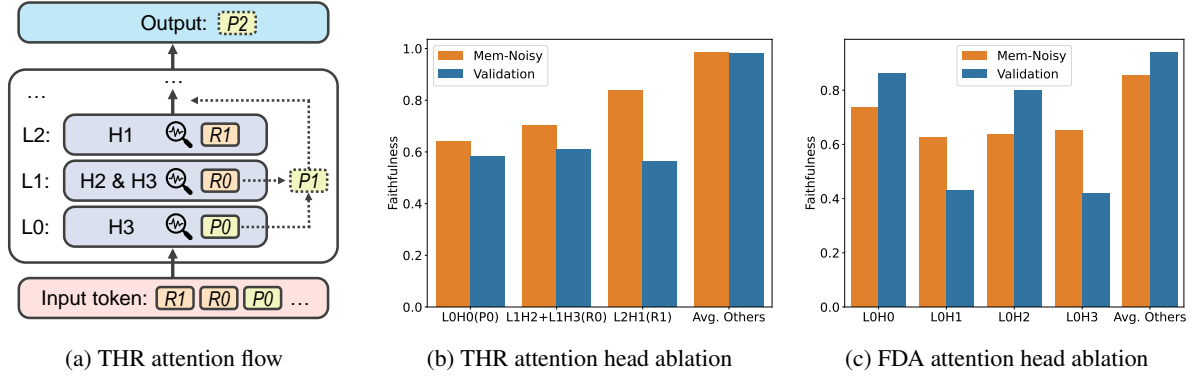 Output: P2
...
...
L2: H1 R1
L1: H2 & H3 R0 P1
L0: H3 P0
Input token: R1 R0 P0 ...
(a) THR attention flow
Faithfulness
1.0
0.8
0.6
0.4
0.2
0.0
Mem-Noisy
Validation
L0H0(P0) L1H2+L1H3(R0) L2H1(R1) Avg. Others
(b) THR attention head ablation
Faithfulness
0.8
0.6
0.4
0.2
0.0
Mem-Noisy
Validation
L0H0 L0H1 L0H2 L0H3 Avg. Others
(c) FDA attention head ablation